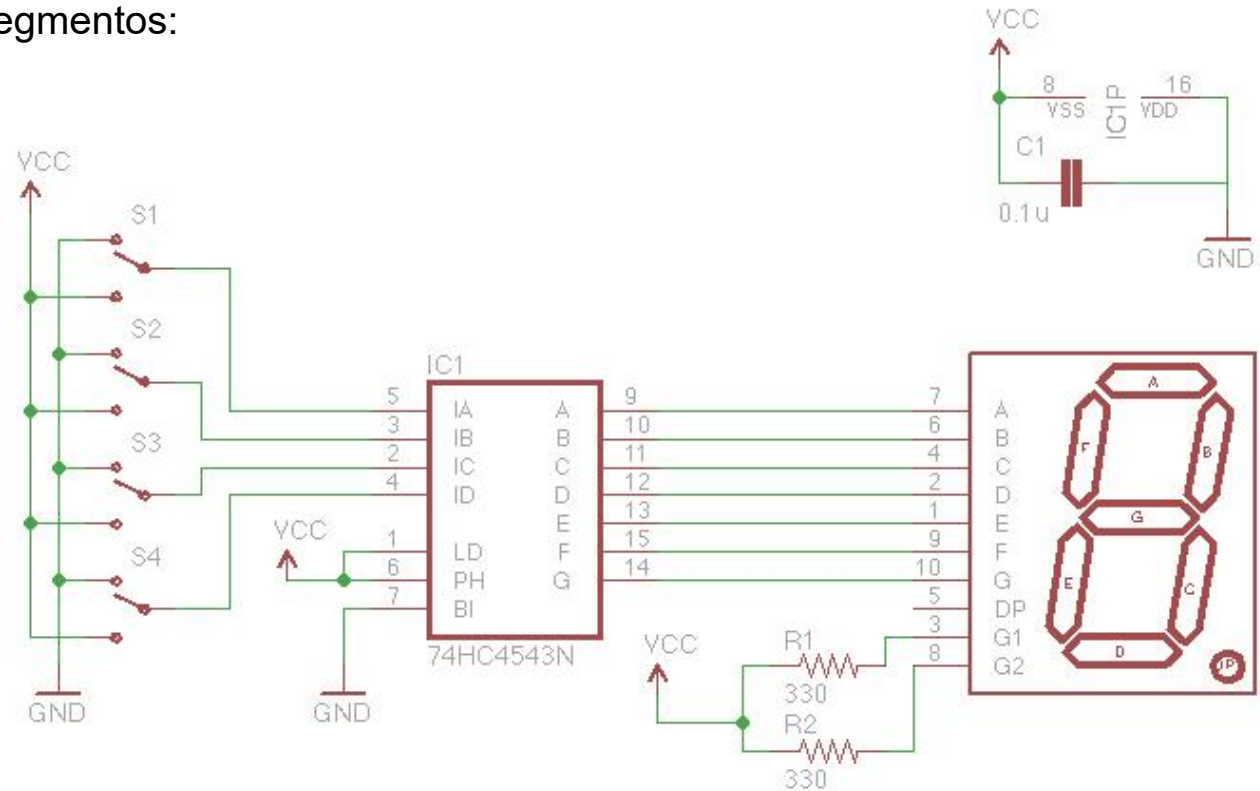 egmentos:
VCC
8 16
VSS IC1P VDD
C1
0.1u
GND
VCC
S1
S2
S3
S4
GND
IC1
5 IA A 9
3 IB B 10
2 IC C 11
4 ID D 12
E 13
1 LD F 15
6 PH G 14
7 BI
74HC4543N
VCC
GND
7 A
6 B
4 C
2 D
1 E
9 F
10 G
5 DP
3 G1
8 G2
A
F B
G
E C
D
VCC
R1
330
R2
330